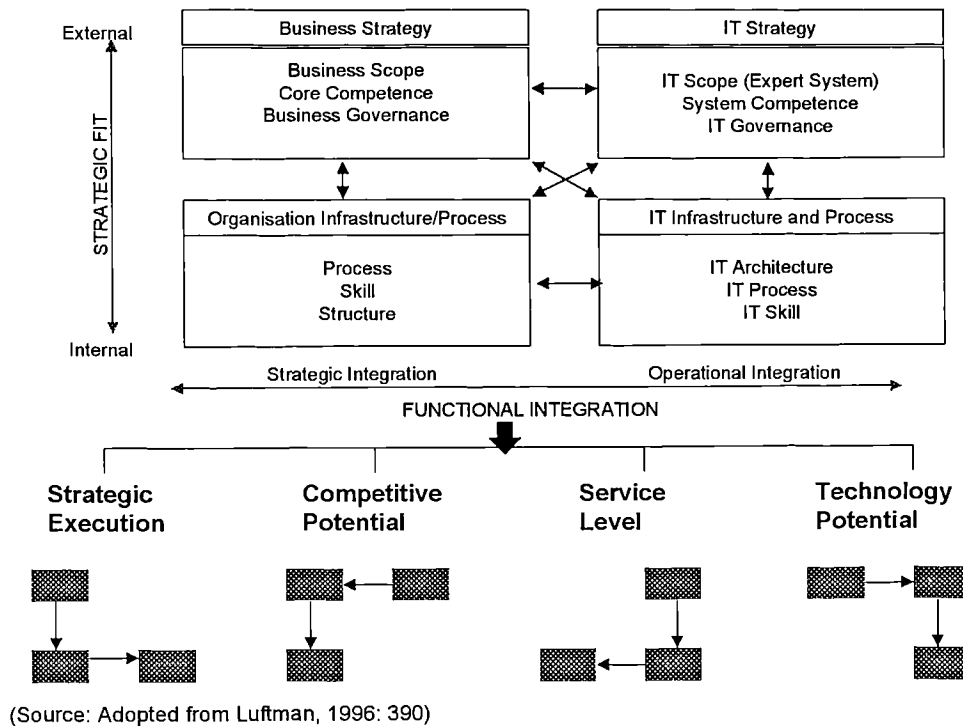 External
STRATEGIC FIT
Internal
Business Strategy
Business Scope
Core Competence
Business Governance
IT Strategy
IT Scope (Expert System)
System Competence
IT Governance
Organisation Infrastructure/Process
Process
Skill
Structure
IT Infrastructure and Process
IT Architecture
IT Process
IT Skill
Strategic Integration
Operational Integration
FUNCTIONAL INTEGRATION
Strategic
Execution
Competitive
Potential
Service
Level
Technology
Potential
(Source: Adopted from Luftman, 1996: 390)